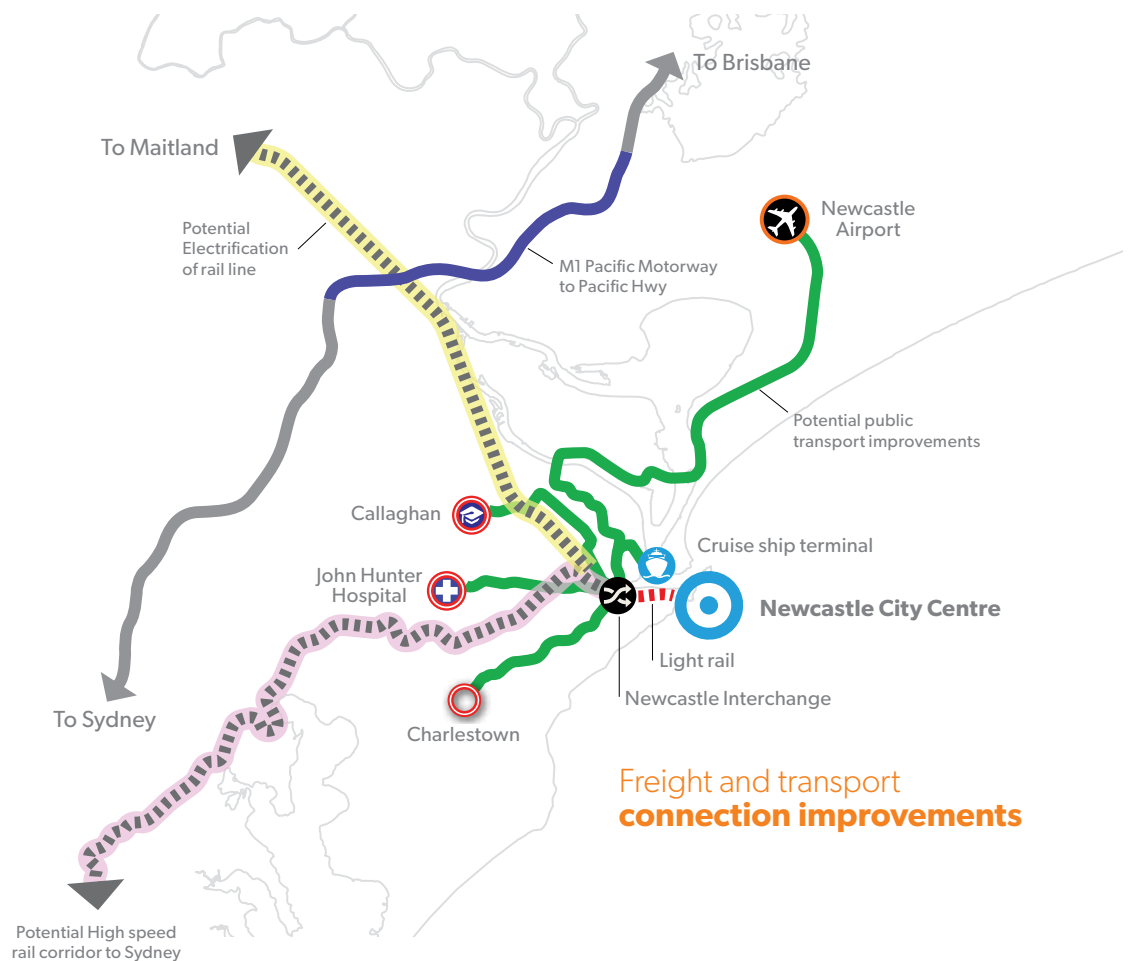 To Brisbane
To Maitland
Newcastle
Airport
Potential
Electrification
of rail line
M1 Pacific Motorway
to Pacific Hwy
Potential public
transport improvements
Callaghan
Cruise ship terminal
John Hunter
Hospital
Newcastle City Centre
Light rail
Newcastle Interchange
To Sydney
Charlestown
Freight and transport
connection improvements
Potential High speed
rail corridor to Sydney